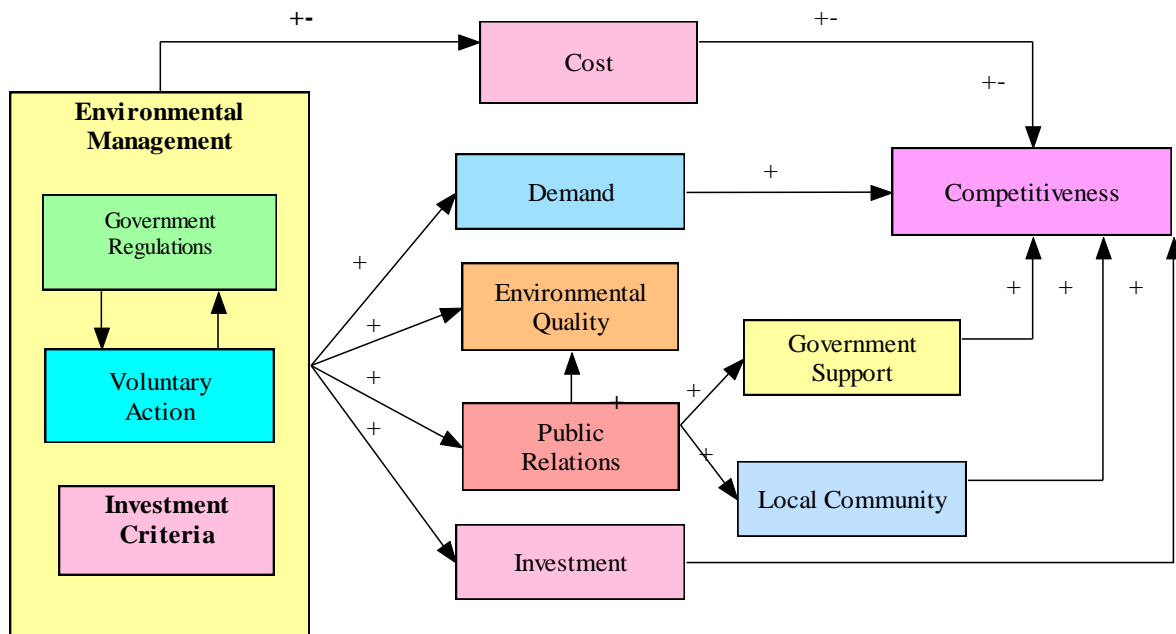 +-
+-
Cost
Environmental
Management
+-
Government
Regulations
Demand
+
Competitiveness
+
Environmental
Quality
+
+
+
+
Voluntary
Action
+
+
Public
Relations
+
+
Government
Support
+
+
Investment
Criteria
Local Community
Investment